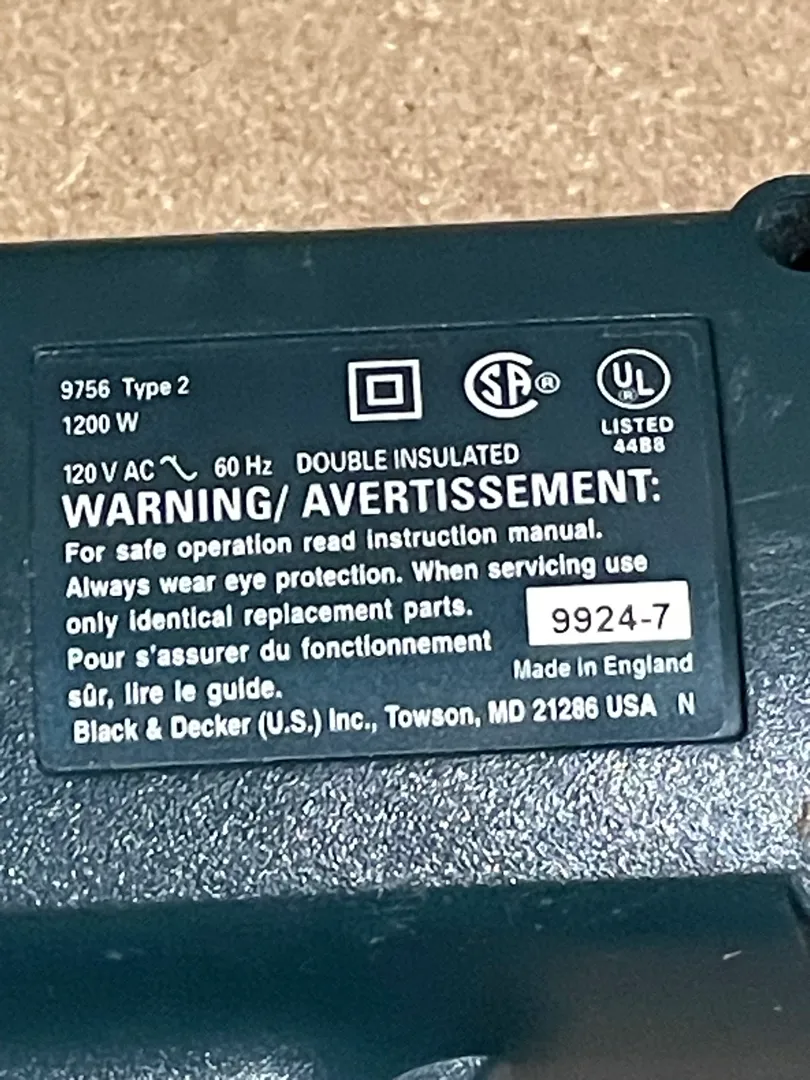 9756 Type 2
1200 W
SA®
UL
®
LISTED
44B8
120 V AC 60 Hz DOUBLE INSULATED
WARNING/ AVERTISSEMENT:
For safe operation read instruction manual.
Always wear eye protection. When servicing use
only identical replacement parts.
9924-7
Pour s'assurer du fonctionnement
sûr, lire le guide.
Made in England
Black & Decker (U.S.) Inc., Towson, MD 21286 USA N